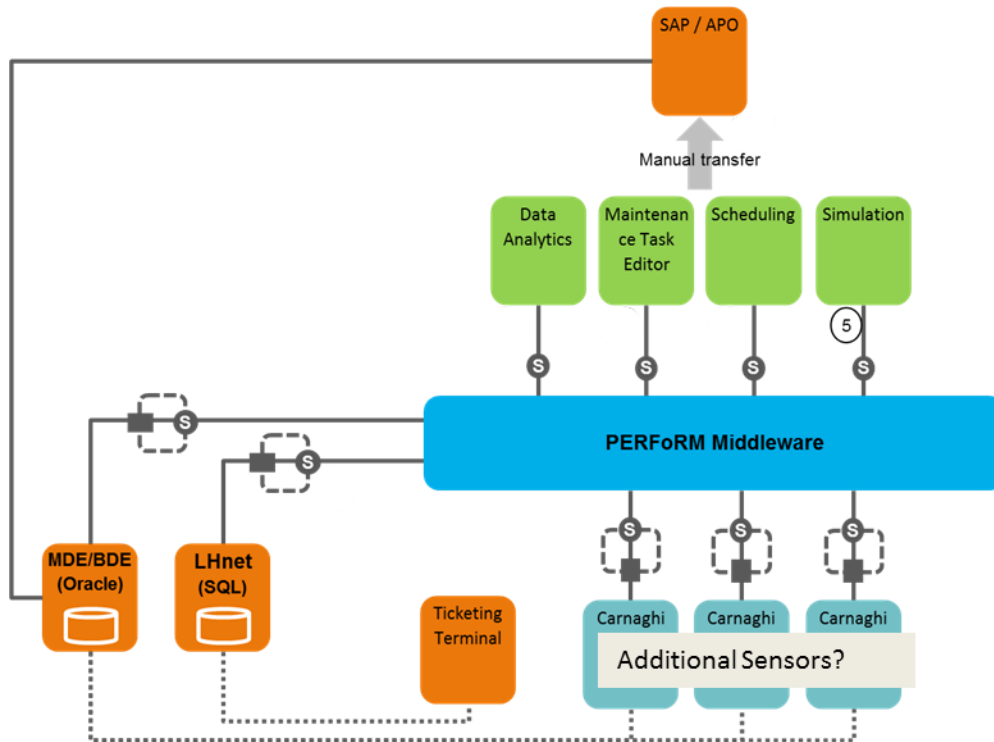 SAP / APO
Manual transfer
Data
Analytics
Maintenan
ce Task
Editor
Scheduling
Simulation
5
S
S
S
S
S
S
PERFoRM Middleware
S
S
S
MDE/BDE
(Oracle)
LHnet
(SQL)
Ticketing
Terminal
Carnaghi
Carnaghi
Carnaghi
Additional Sensors?